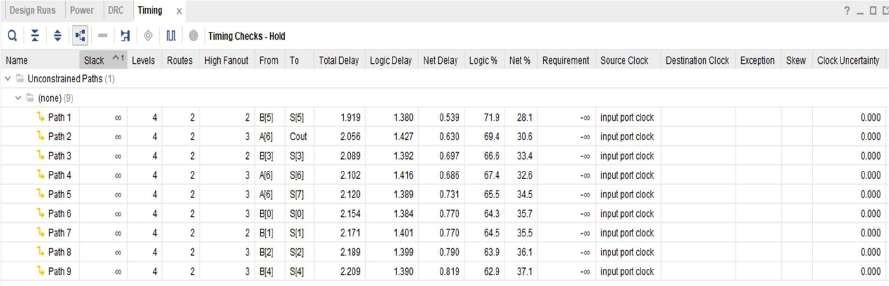 Design Runs Power DRC Timing x ? _
Timing Checks - Hold
Name Slack ^1 Levels Routes High Fanout From To Total Delay Logic Delay Net Delay Logic % Net % Requirement Source Clock Destination Clock Exception Skew Clock Uncertainty
Unconstrained Paths (1)
(none) (9)
Path 1 ∞ 4 2 2 B[5] S[5] 1.919 1.380 0.539 71.9 28.1 -∞ input port clock 0.000
Path 2 ∞ 4 2 3 A[6] Cout 2.056 1.427 0.630 69.4 30.6 -∞ input port clock 0.000
Path 3 ∞ 4 2 2 B[3] S[3] 2.089 1.392 0.697 66.6 33.4 -∞ input port clock 0.000
Path 4 ∞ 4 2 3 A[6] S[6] 2.102 1.416 0.686 67.4 32.6 -∞ input port clock 0.000
Path 5 ∞ 4 2 3 A[6] S[7] 2.120 1.389 0.731 65.5 34.5 -∞ input port clock 0.000
Path 6 ∞ 4 2 3 B[0] S[0] 2.154 1.384 0.770 64.3 35.7 -∞ input port clock 0.000
Path 7 ∞ 4 2 2 B[1] S[1] 2.171 1.401 0.770 64.5 35.5 -∞ input port clock 0.000
Path 8 ∞ 4 2 3 B[2] S[2] 2.189 1.399 0.790 63.9 36.1 -∞ input port clock 0.000
Path 9 ∞ 4 2 3 B[4] S[4] 2.209 1.390 0.819 62.9 37.1 -∞ input port clock 0.000